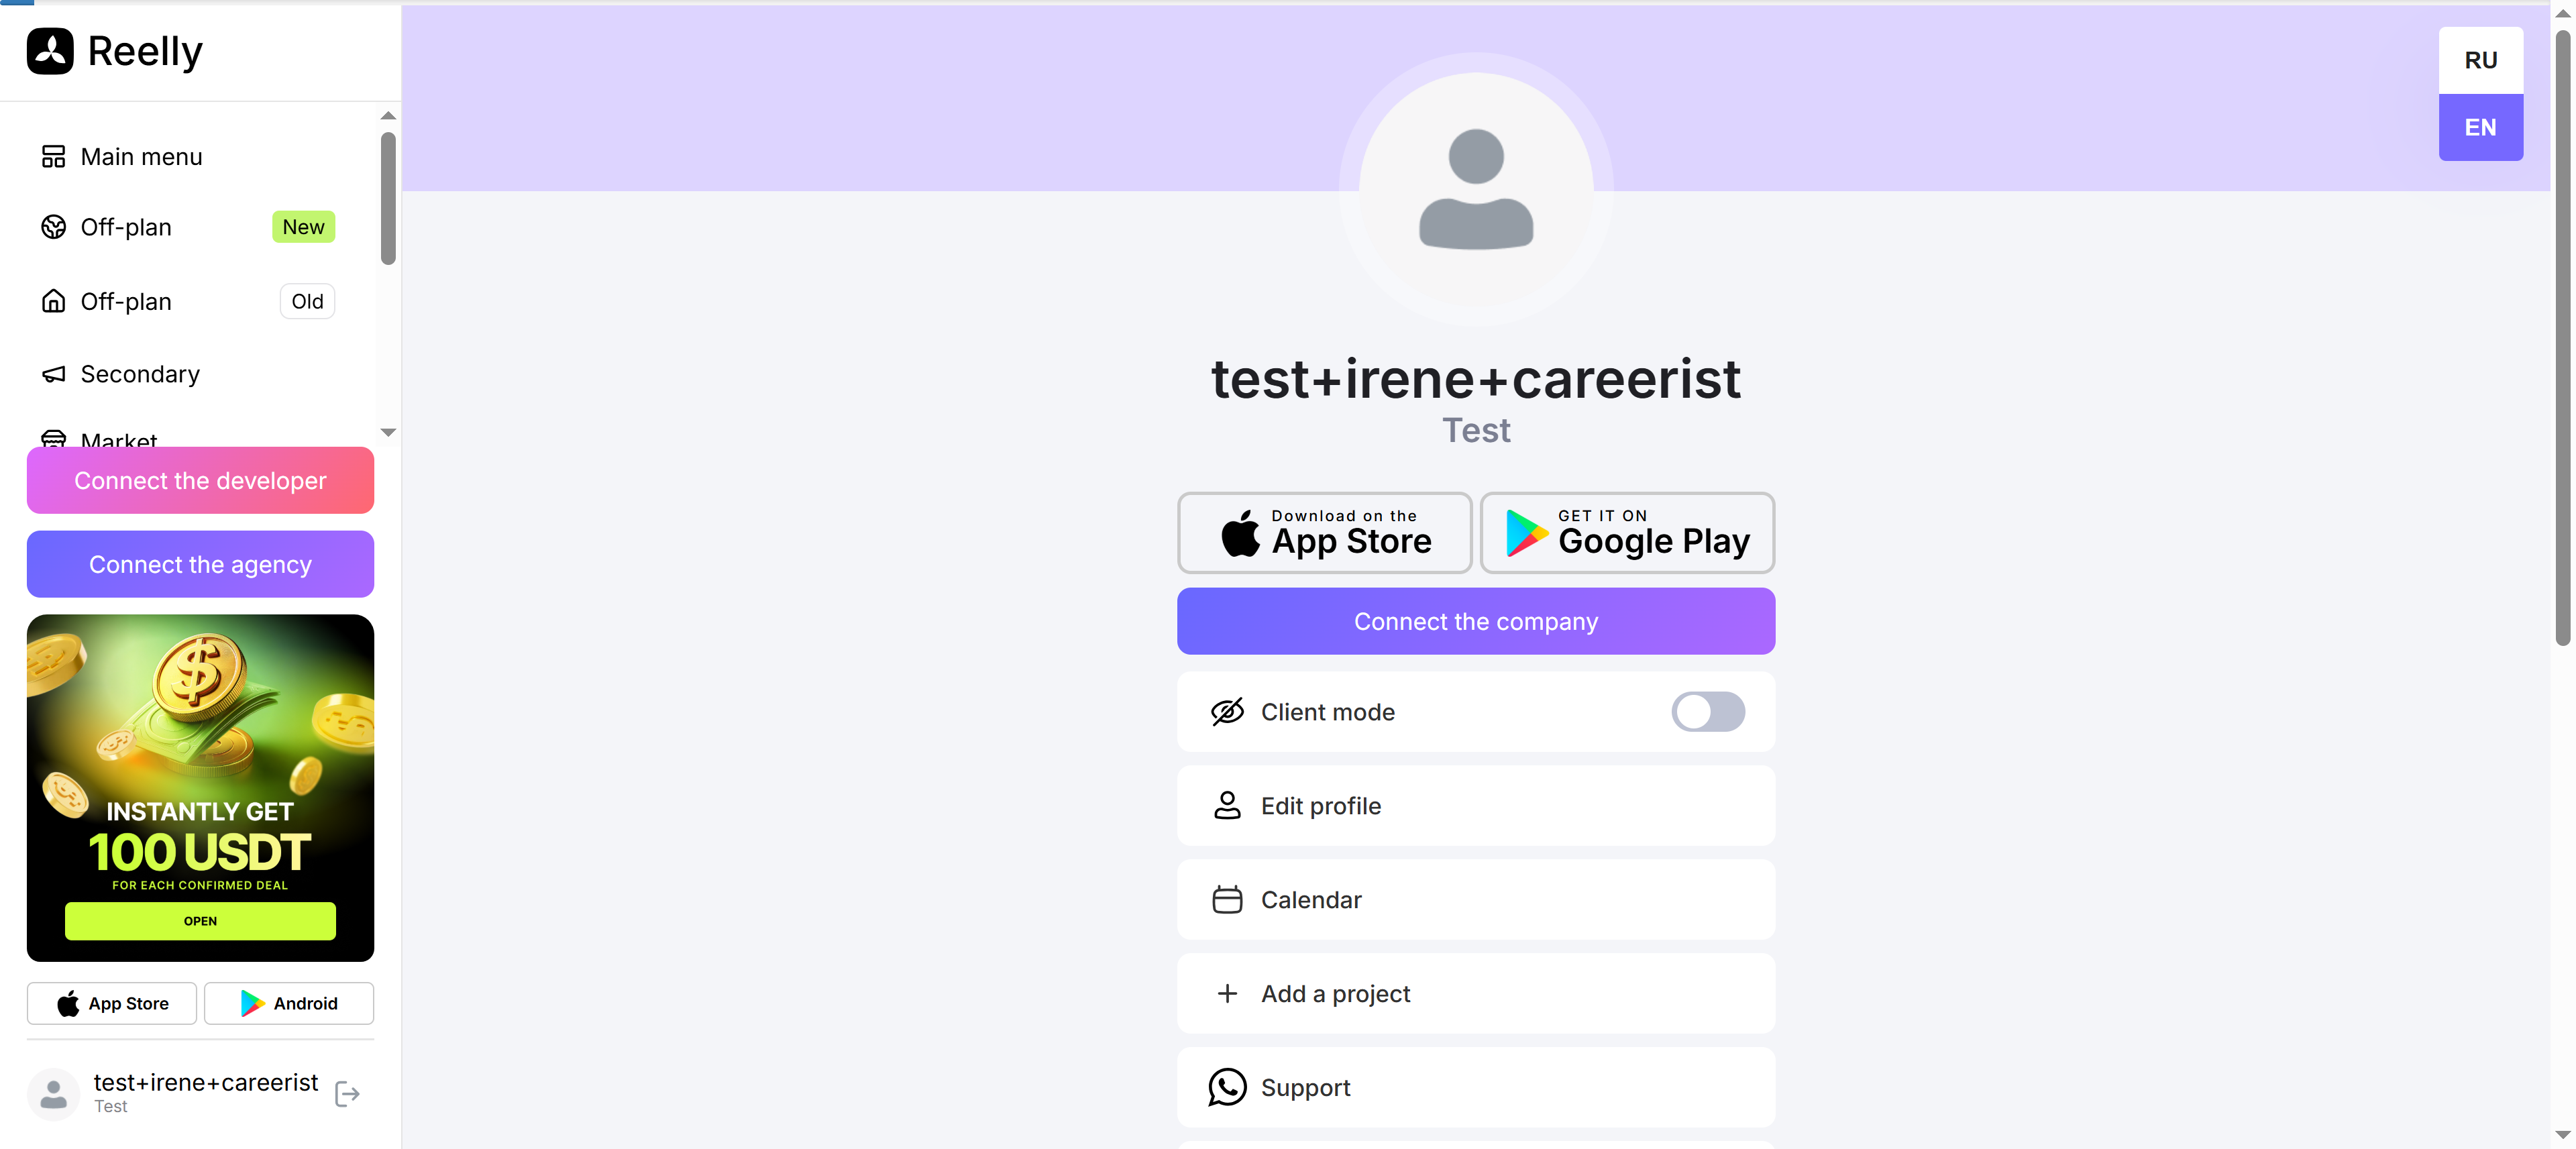 Reelly
Main menu
Off-plan New
Off-plan Old
Secondary
Market
Connect the developer
Connect the agency
INSTANTLY GET
100 USDT
FOR EACH CONFIRMED DEAL
OPEN
App Store
Android
test+irene+careerist
Test
RU
EN
test+irene+careerist
Test
Download on the
App Store
GET IT ON
Google Play
Connect the company
Client mode
Edit profile
Calendar
Add a project
Support